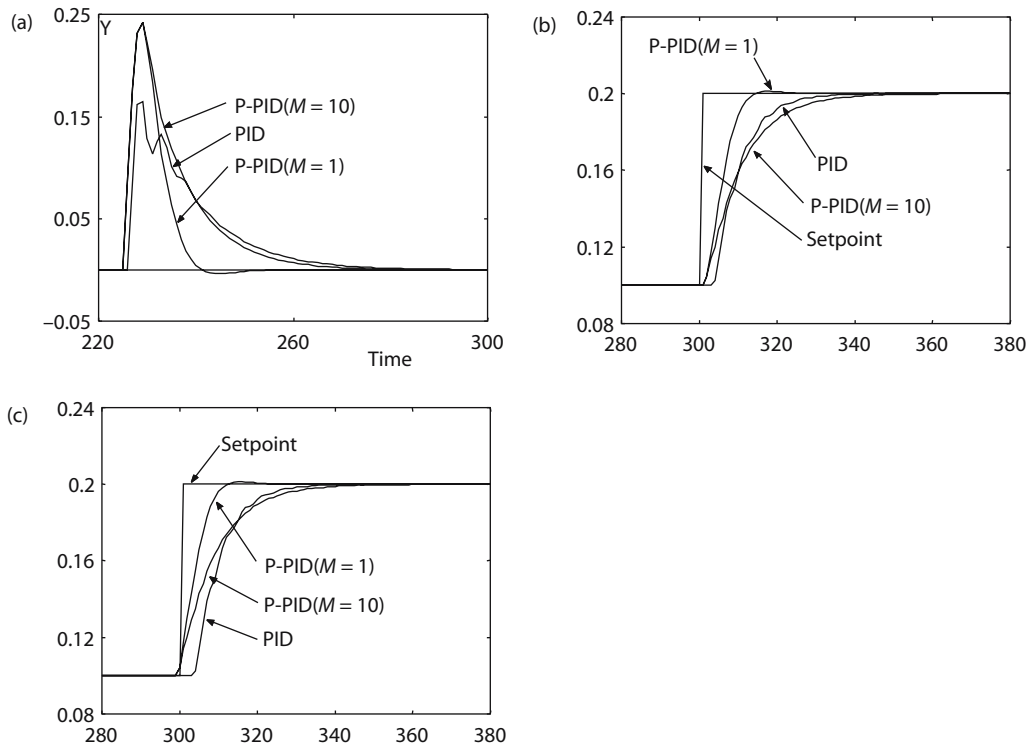 (a)
0.25
Y
0.15
0.05
−0.05
P-PID(M = 10)
PID
P-PID(M = 1)
220
260
300
Time
(b)
0.24
0.2
0.16
0.12
0.08
P-PID(M = 1)
PID
P-PID(M = 10)
Setpoint
280 300 320 340 360 380
(c)
0.24
0.2
0.16
0.12
0.08
Setpoint
P-PID(M = 1)
P-PID(M = 10)
PID
280 300 320 340 360 380